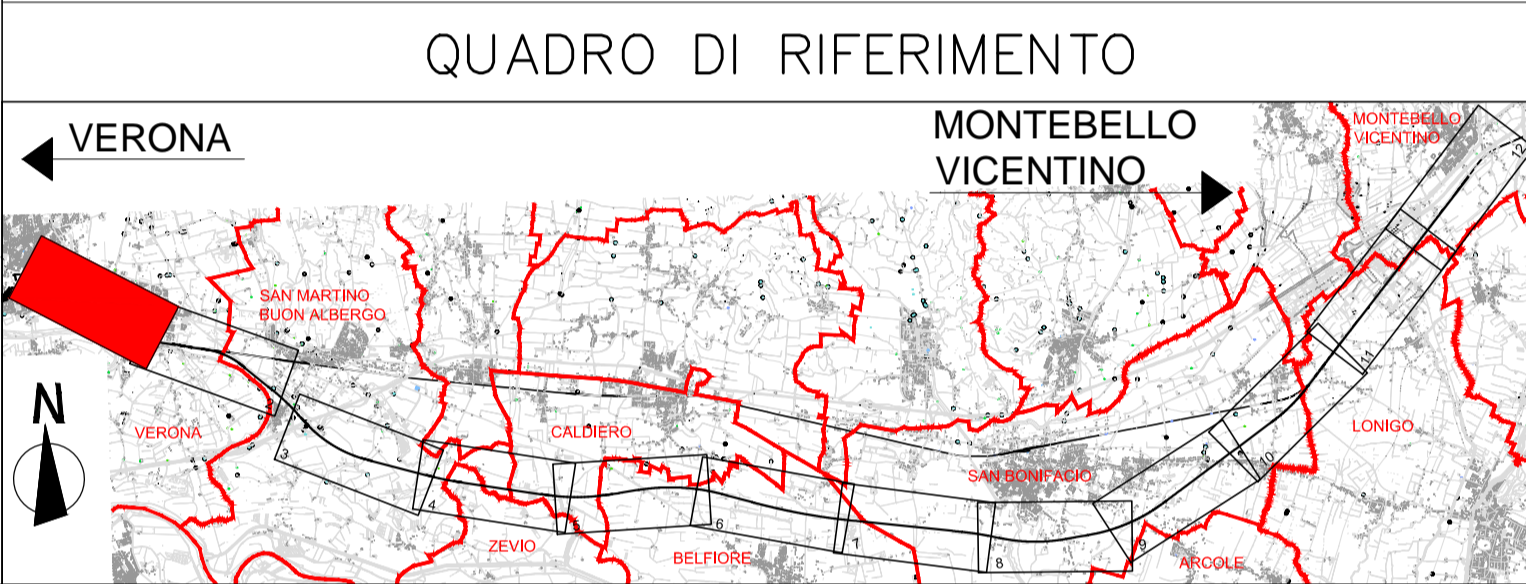 QUADRO DI RIFERIMENTO
VERONA
MONTEBELLO
VICENTINO
MONTEBELLO
VICENTINO
12
SAN MARTINO
BUON ALBERGO
N
VERONA
3
CALDIERO
SAN BONIFACIO
LONIGO
11
10
4
5
6
7
8
9
ZEVIO
BELFIORE
ARCOLE